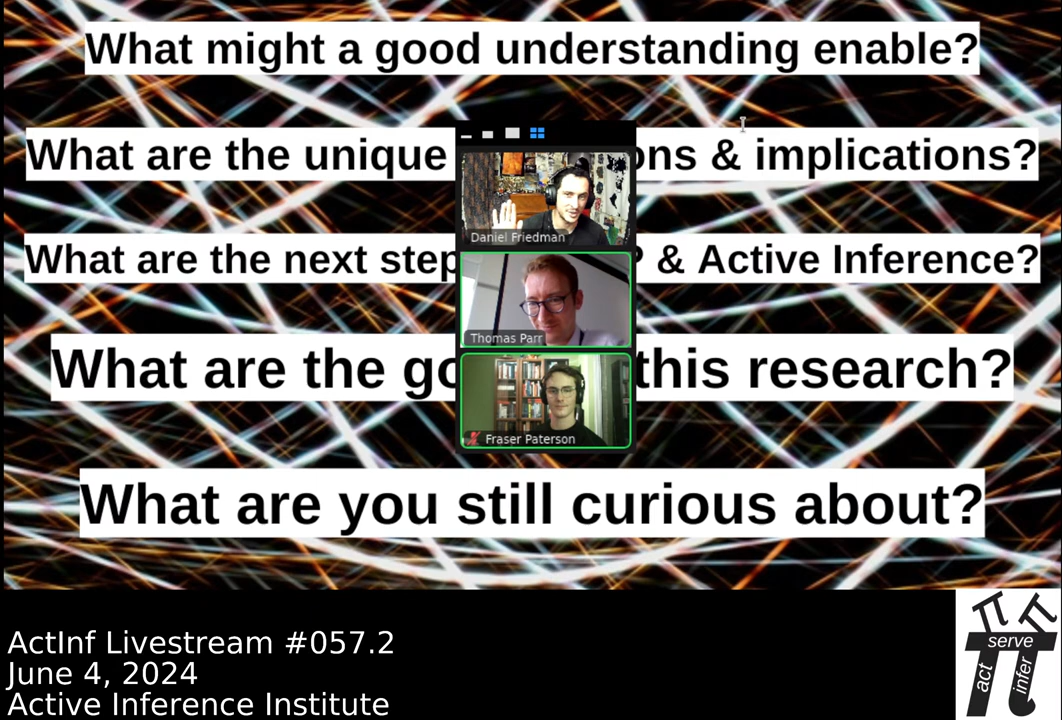 What might a good understanding enable?
What are the unique ons & implications?
What are the next step ? & Active Inference?
What are the go this research?
What are you still curious about?
Daniel Friedman
Thomas Parr
Fraser Paterson
ActInf Livestream #057.2
June 4, 2024
Active Inference Institute
serve
act
infer